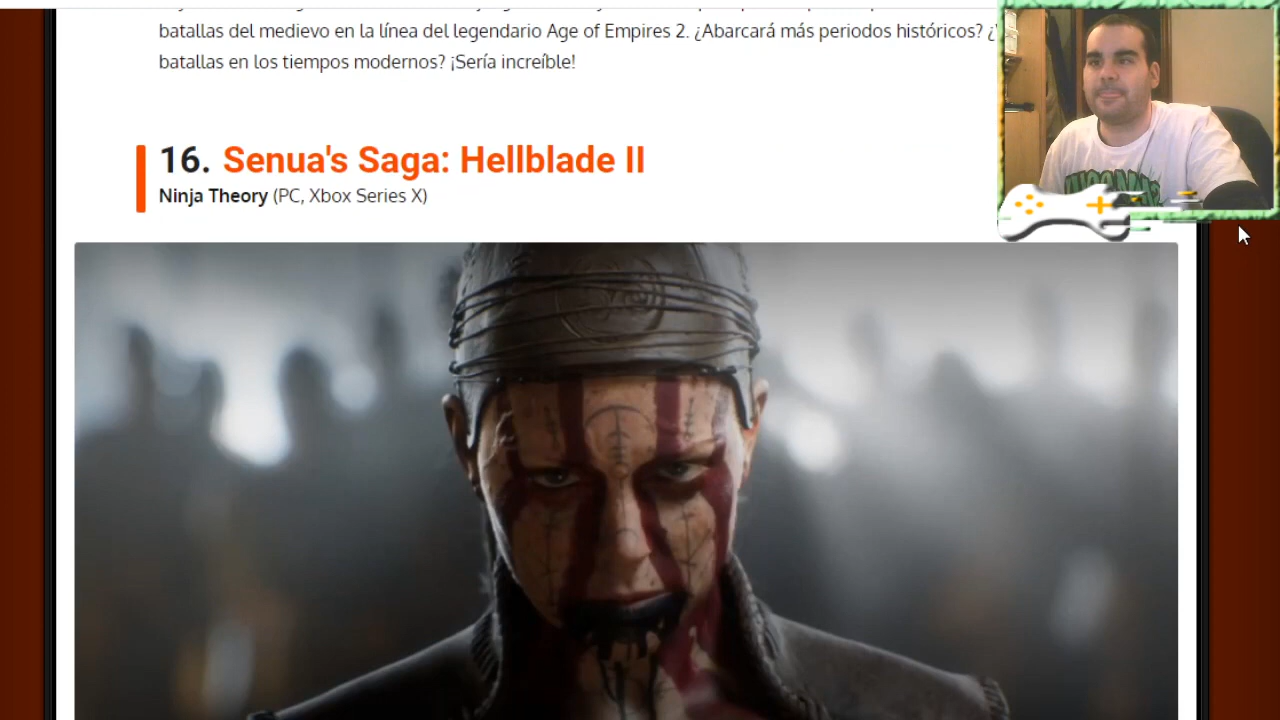 batallas del medievo en la línea del legendario Age of Empires 2. ¿Abarcará más periodos históricos?
batallas en los tiempos modernos? ¡Sería increíble!
16. Senua's Saga: Hellblade II
Ninja Theory (PC, Xbox Series X)